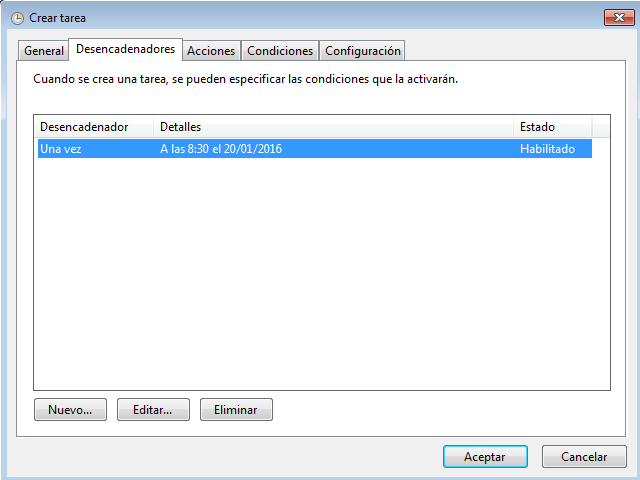 Crear tarea
General Desencadenadores Acciones Condiciones Configuración
Cuando se crea una tarea, se pueden especificar las condiciones que la activarán.
Desencadenador Detalles Estado
Una vez A las 8:30 el 20/01/2016 Habilitado
Nuevo... Editar... Eliminar
Aceptar Cancelar